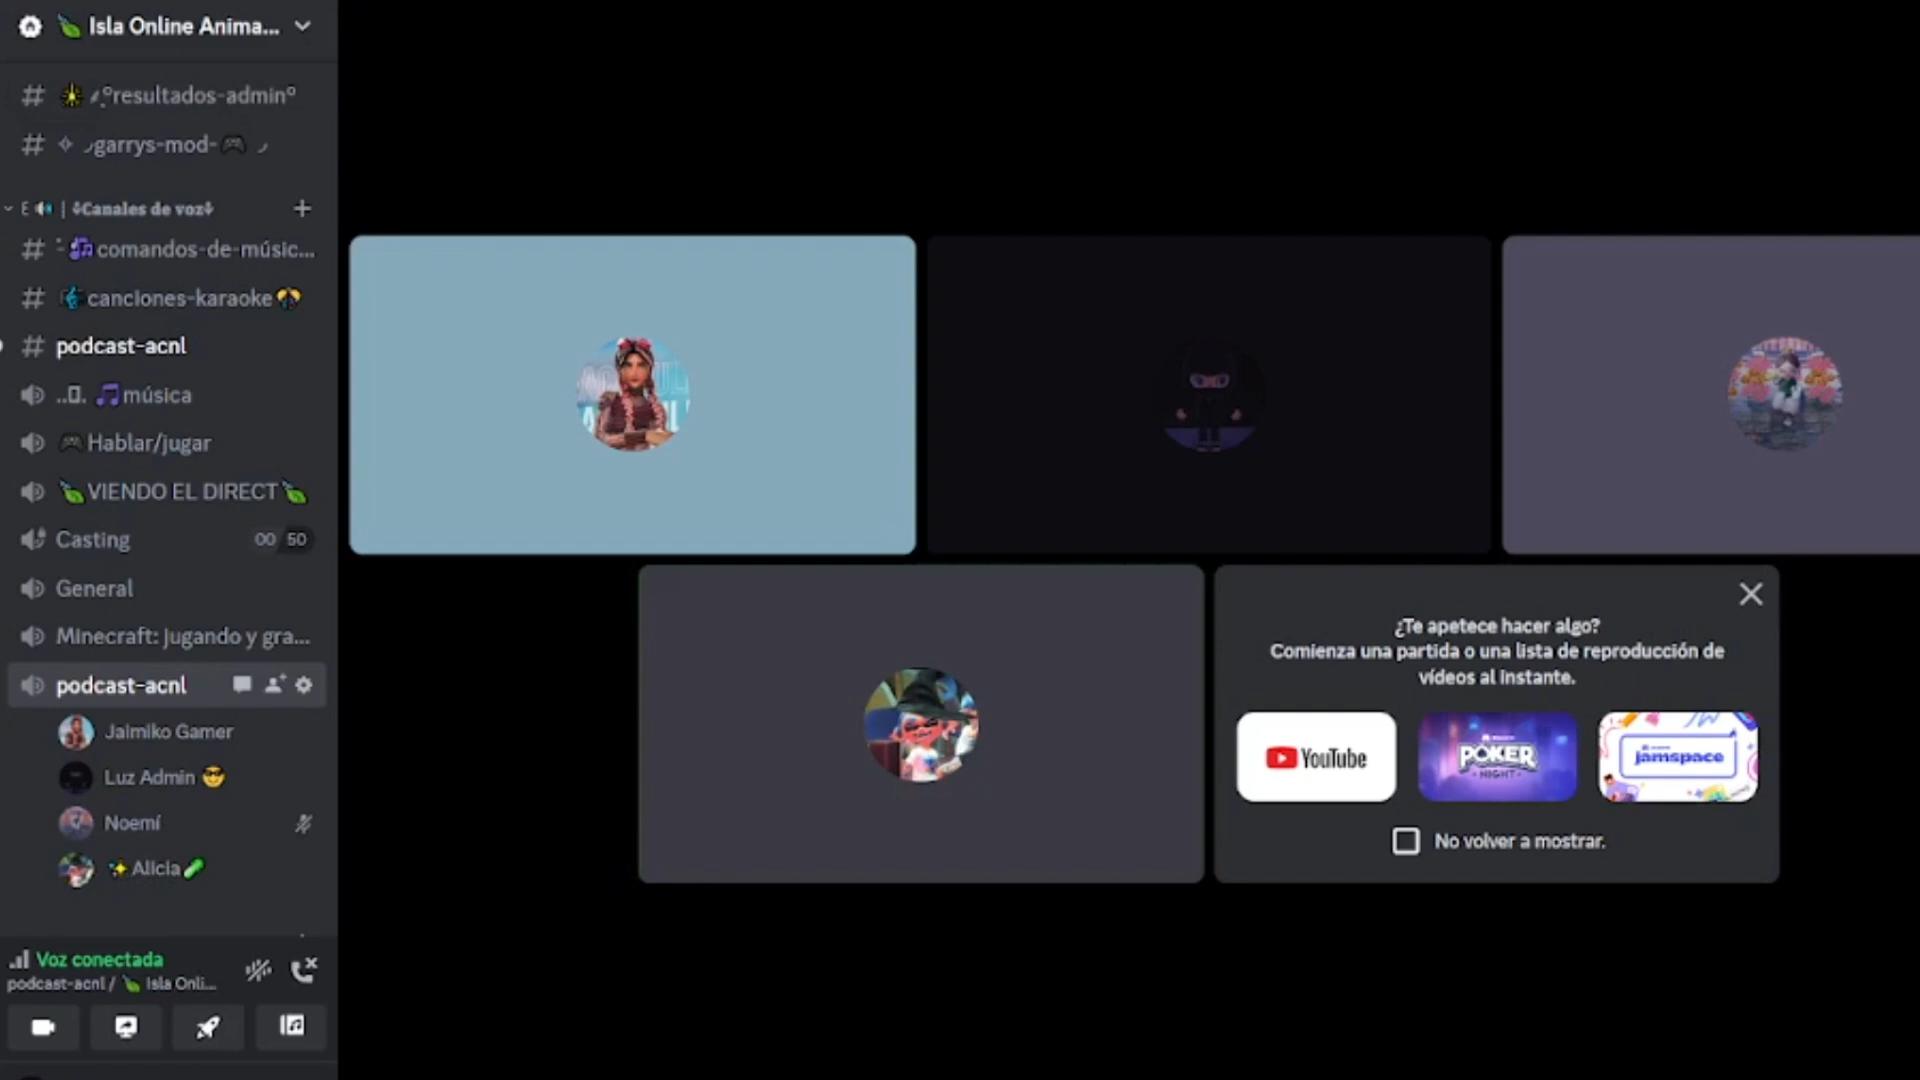 Isla Online Anima...
ºresultados-adminº
garrys-mod-
E | Canales de voz
comandos-de-músic...
canciones-karaoke
podcast-acnl
música
Hablar/jugar
VIENDO EL DIRECT
Casting 00 50
General
Minecraft: jugando y gra...
podcast-acnl
Jaimiko Gamer
Luz Admin
Noemí
Alicia
Voz conectada
podcast-acnl / Isla Onli...
¿Te apetece hacer algo?
Comienza una partida o una lista de reproducción de
vídeos al instante.
YouTube
POKER
NIGHT
jamspace
No volver a mostrar.